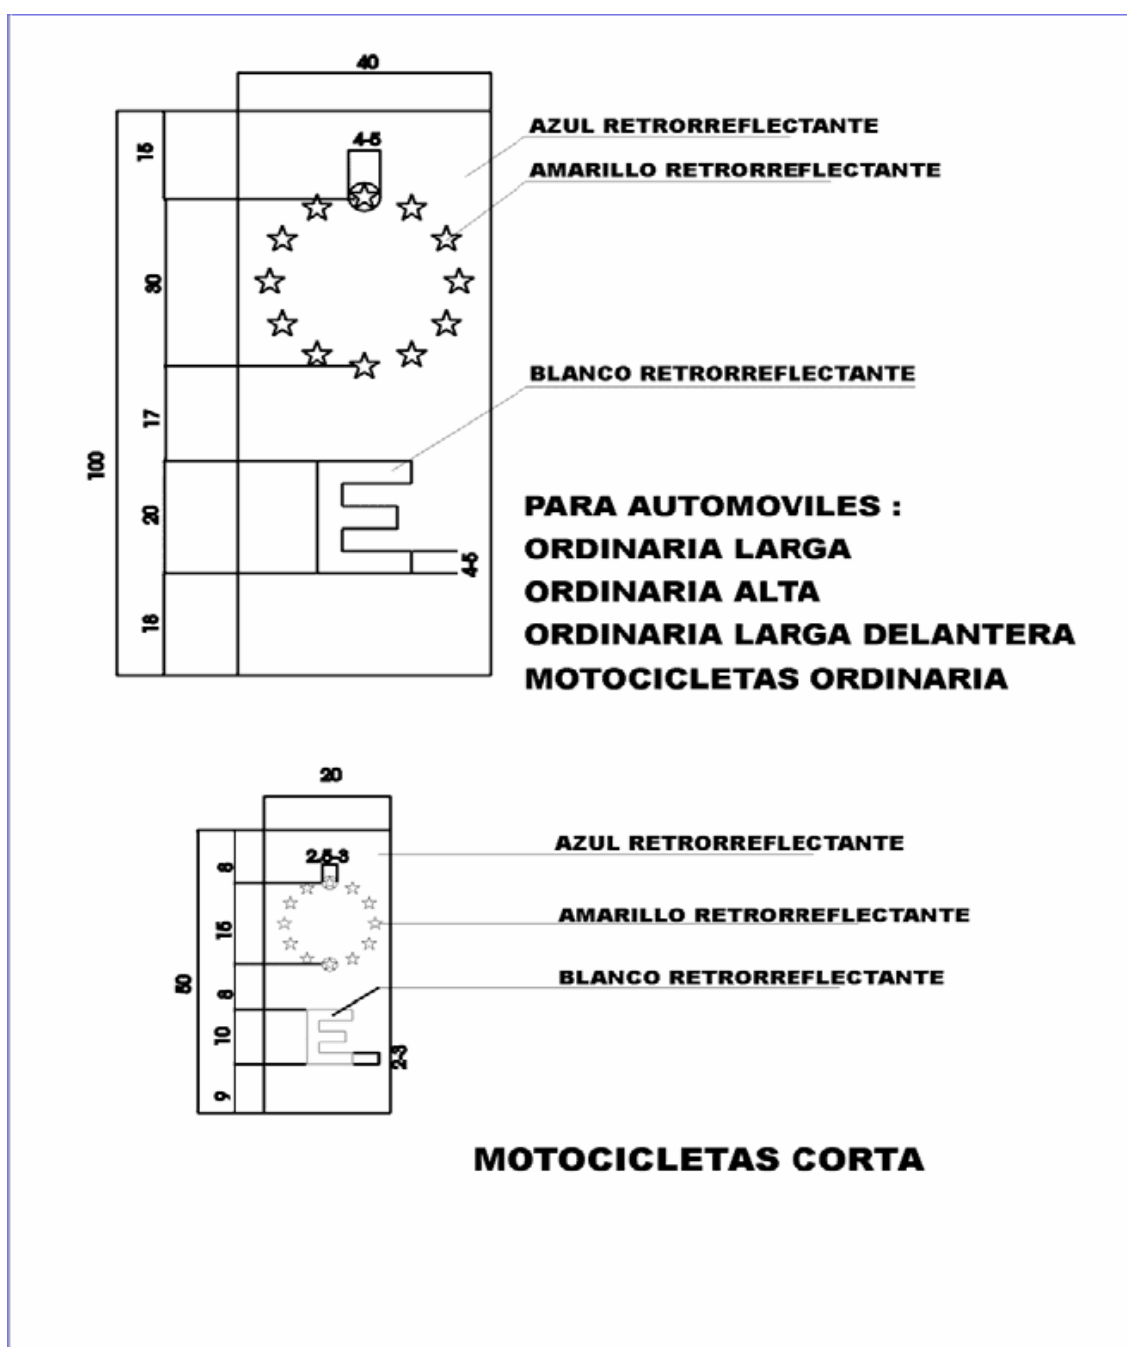 40
AZUL RETRORREFLECTANTE
4-5
15
AMARILLO RETRORREFLECTANTE
30
BLANCO RETRORREFLECTANTE
17
100
20
PARA AUTOMOVILES :
ORDINARIA LARGA
4-5
ORDINARIA ALTA
18
ORDINARIA LARGA DELANTERA
MOTOCICLETAS ORDINARIA
20
AZUL RETRORREFLECTANTE
2.5-3
8
AMARILLO RETRORREFLECTANTE
15
BLANCO RETRORREFLECTANTE
50
8
10
2-3
9
MOTOCICLETAS CORTA